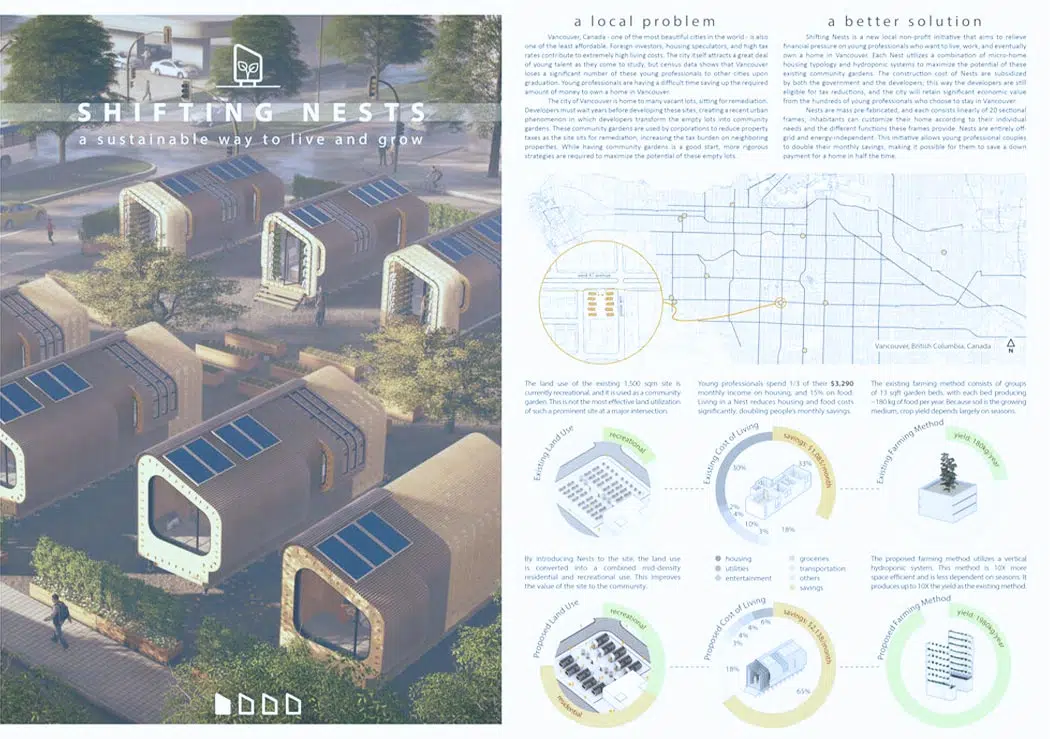 SHIFTING NESTS
a sustainable way to live and grow
a local problem
Vancouver, Canada - one of the most beautiful cities in the world - is also
one of the least affordable. Foreign investors, housing speculators, and high tax
rates contribute to extremely high living costs. The city itself attracts a great deal
of young talent as they come to study, but census data shows that Vancouver
loses a significant number of these young professionals to other cities upon
graduation. Young professionals are having a difficult time saving up the required
amount of money to own a home in Vancouver.
The city of Vancouver is home to many vacant lots, sitting for remediation.
Developers must wait years before developing these sites, creating a recent urban
phenomenon in which developers transform the empty lots into community
gardens. These community gardens are used by corporations to reduce property
taxes as the site sits for remediation, increasing the tax burden on neighboring
properties. While having community gardens is a good start, more rigorous
strategies are required to maximize the potential of these empty lots.
a better solution
Shifting Nests is a new local non-profit initiative that aims to relieve
financial pressure on young professionals who want to live, work, and eventually
own a home in Vancouver. Each Nest utilizes a combination of micro-home
housing typology and hydroponic systems to maximize the potential of these
existing community gardens. The construction cost of Nests are subsidized
by both the government and the developers; this way the developers are still
eligible for tax reductions, and the city will retain significant economic value
from the hundreds of young professionals who choose to stay in Vancouver.
Nests are mass pre-fabricated, and each consists linearly of 20 sectional
frames; inhabitants can customize their home according to their individual
needs and the different functions these frames provide. Nests are entirely off-
grid and energy-independent. This initiative allows young professional couples
to double their monthly savings, making it possible for them to save a down
payment for a home in half the time.
west 41 avenue
Vancouver, British Columbia, Canada
N
The land use of the existing 1,500 sqm site is
currently recreational, and it is used as a community
garden. This is not the most effective land utilization
of such a prominent site at a major intersection.
Young professionals spend 1/3 of their $3,290
monthly income on housing, and 15% on food.
Living in a Nest reduces housing and food costs
significantly, doubling people's monthly savings.
The existing farming method consists of groups
of 13 sqft garden beds, with each bed producing
~180 kg of food per year. Because soil is the growing
medium, crop yield depends largely on seasons.
Existing Land Use
recreational
Existing Cost of Living
savings: $1,085/month
30%
33%
2%
4%
10%
3%
18%
Existing Farming Method
yield: 180kg/year
By introducing Nests to the site, the land use
is converted into a combined mid-density
residential and recreational use. This improves
the value of the site to the community.
housing
utilities
entertainment
groceries
transportation
others
savings
The proposed farming method utilizes a vertical
hydroponic system. This method is 10X more
space efficient and is less dependent on seasons. It
produces up to 10X the yield as the existing method.
Proposed Land Use
recreational
residential
Proposed Cost of Living
savings: $2,138/month
6%
4%
4%
3%
18%
65%
Proposed Farming Method
yield: 1980kg/year